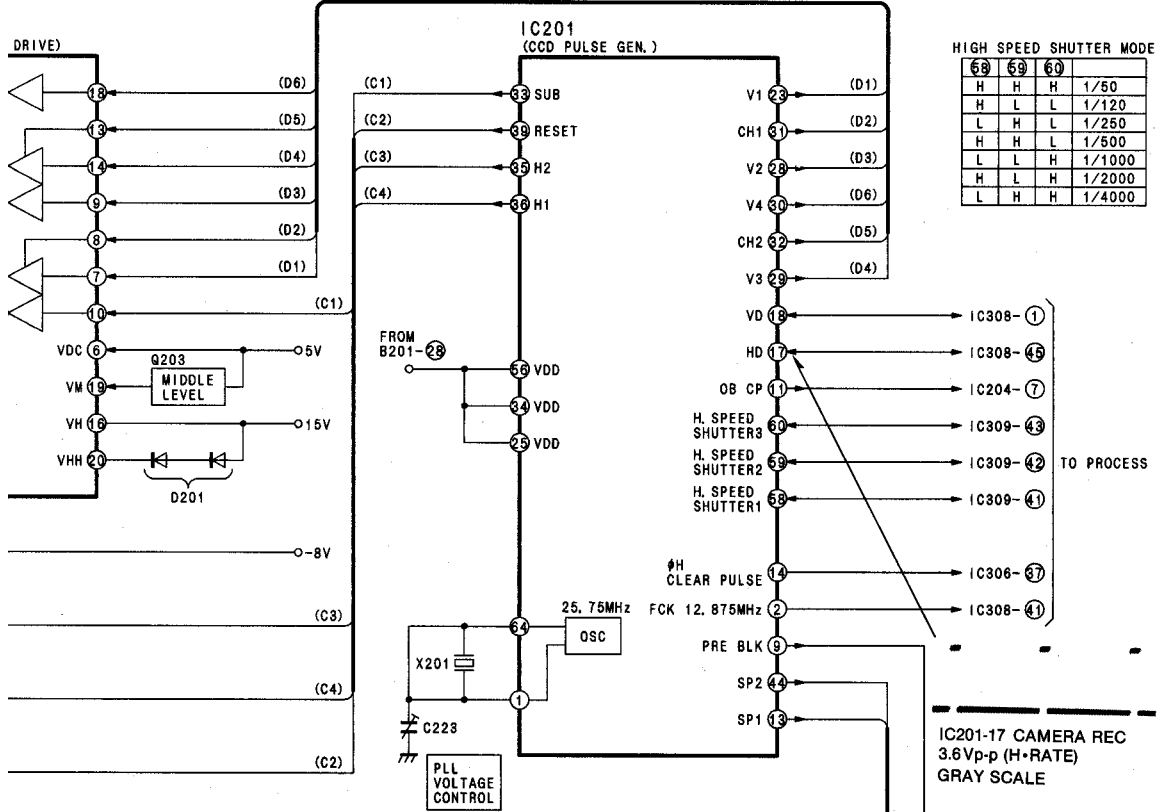 DRIVE)
IC201
(CCD PULSE GEN.)
HIGH SPEED SHUTTER MODE
58 59 60
H H H 1/50
H L L 1/120
L H L 1/250
H H L 1/500
L L H 1/1000
H L H 1/2000
L H H 1/4000
18 (D6)
13 (D5)
14 (D4)
9 (D3)
8 (D2)
7 (D1)
10 (C1)
VDC 6 5V
Q203
MIDDLE
LEVEL
VM 19
VH 16 15V
VHH 20
D201
-8V
(C3)
(C4)
(C2)
(C1) 33 SUB
(C2) 39 RESET
(C3) 35 H2
(C4) 36 H1
FROM
B201-28
56 VDD
34 VDD
25 VDD
64
25.75MHz
OSC
X201
1
C223
PLL
VOLTAGE
CONTROL
V1 23 (D1)
CH1 31 (D2)
V2 28 (D3)
V4 30 (D6)
CH2 32 (D5)
V3 29 (D4)
VD 18 IC308-1
HD 17 IC308-45
OB CP 11 IC204-7
H. SPEED
SHUTTER3 60 IC309-43
H. SPEED
SHUTTER2 59 IC309-42
TO PROCESS
H. SPEED
SHUTTER1 58 IC309-41
φH
CLEAR PULSE 14 IC306-37
FCK 12.875MHz 2 IC308-41
PRE BLK 9
SP2 44
SP1 13
IC201-17 CAMERA REC
3.6Vp-p (H•RATE)
GRAY SCALE